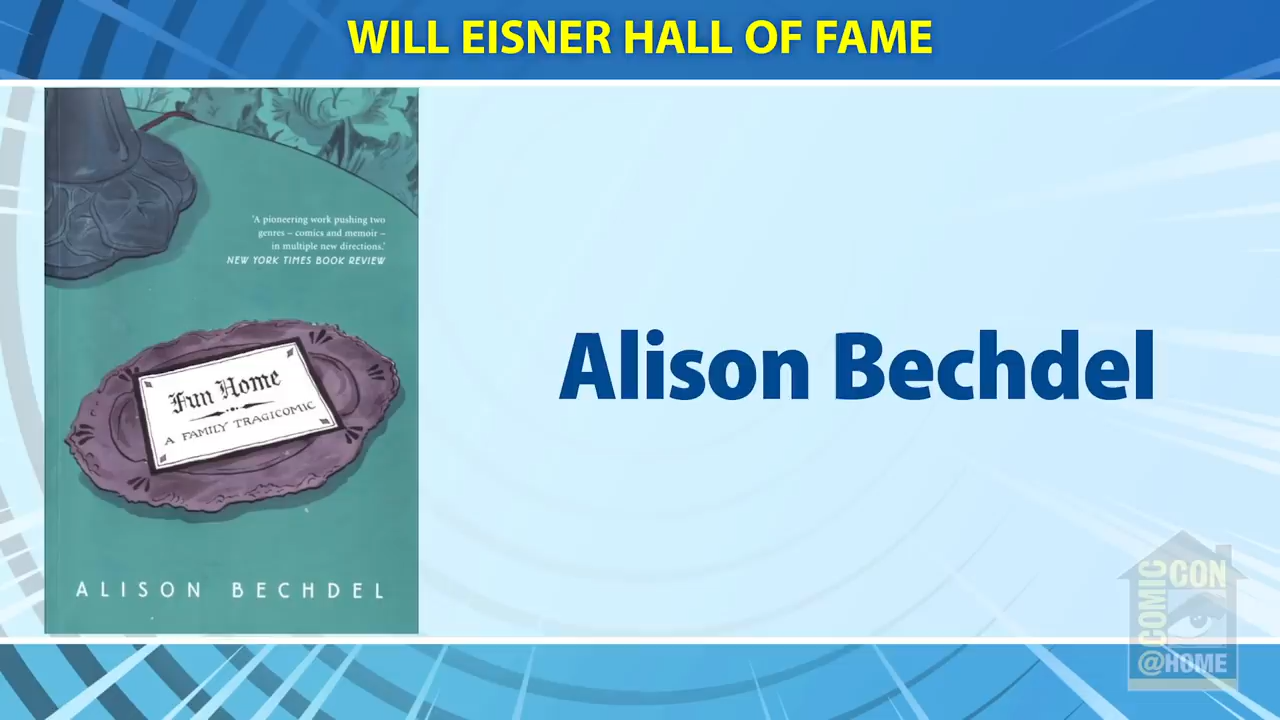 WILL EISNER HALL OF FAME
'A pioneering work pushing two
genres – comics and memoir –
in multiple new directions.'
NEW YORK TIMES BOOK REVIEW
Fun Home
A FAMILY TRAGICOMIC
ALISON BECHDEL
Alison Bechdel
COMIC
CON
@HOME